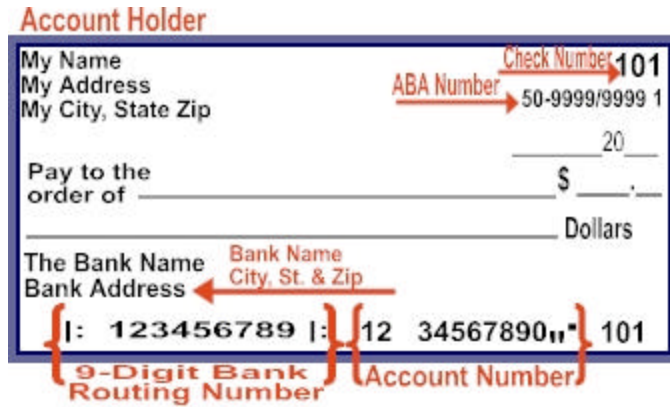 Account Holder
My Name
Check Number 101
My Address
ABA Number 50-9999/9999 1
My City, State Zip
20
Pay to the
order of $ .
Dollars
The Bank Name
Bank Address
Bank Name
City, St. & Zip
|: 123456789 |: 12 34567890,,■ 101
9-Digit Bank
Routing Number
Account Number